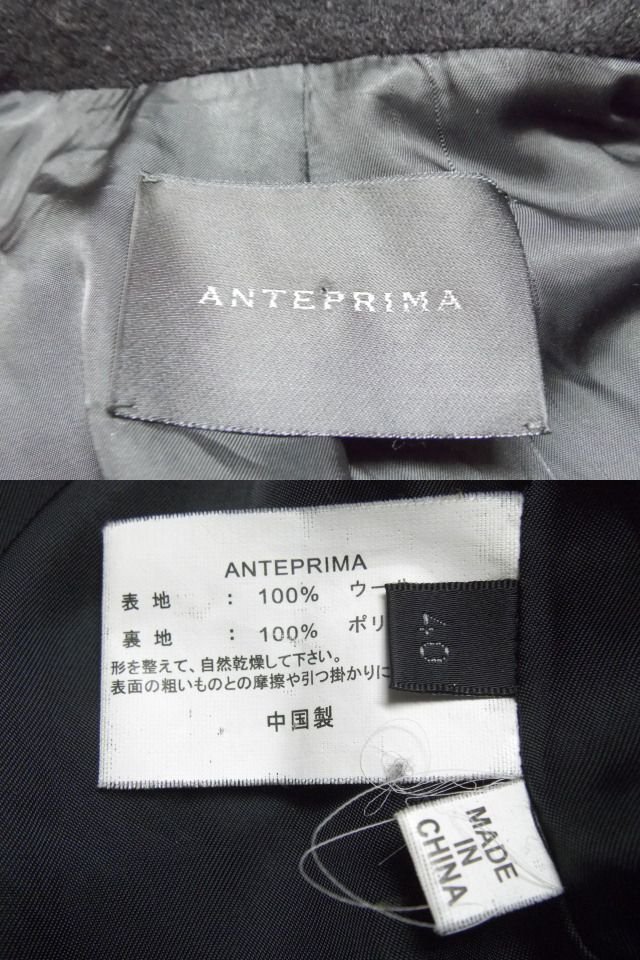 ANTEPRIMA
ANTEPRIMA
表地 : 100% ウール
裏地 : 100% ポリ
形を整えて、自然乾燥して下さい。
表面の粗いものとの摩擦や引つ掛かりに
中国製
40
MADE
IN
CHINA